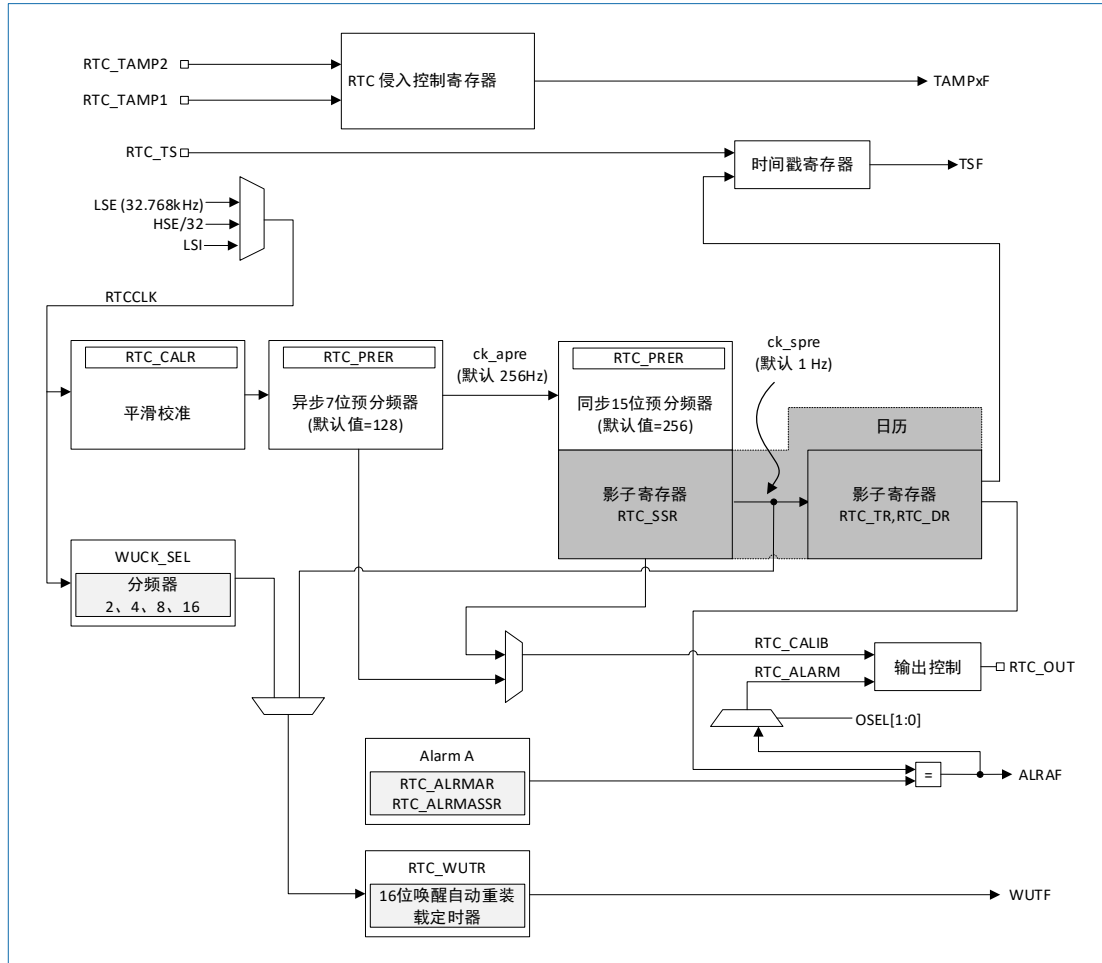 RTC_TAMP2
RTC_TAMP1
RTC 侵入控制寄存器
TAMPxF
RTC_TS
时间戳寄存器
TSF
LSE (32.768kHz)
HSE/32
LSI
RTCCLK
RTC_CALR
平滑校准
RTC_PRER
异步7位预分频器
(默认值=128)
ck_apre
(默认 256Hz)
RTC_PRER
同步15位预分频器
(默认值=256)
ck_spre
(默认 1 Hz)
日历
影子寄存器
RTC_SSR
影子寄存器
RTC_TR,RTC_DR
WUCK_SEL
分频器
2、4、8、16
RTC_CALIB
RTC_ALARM
输出控制
RTC_OUT
OSEL[1:0]
Alarm A
RTC_ALRMAR
RTC_ALRMASSR
=
ALRAF
RTC_WUTR
16位唤醒自动重装
载定时器
WUTF